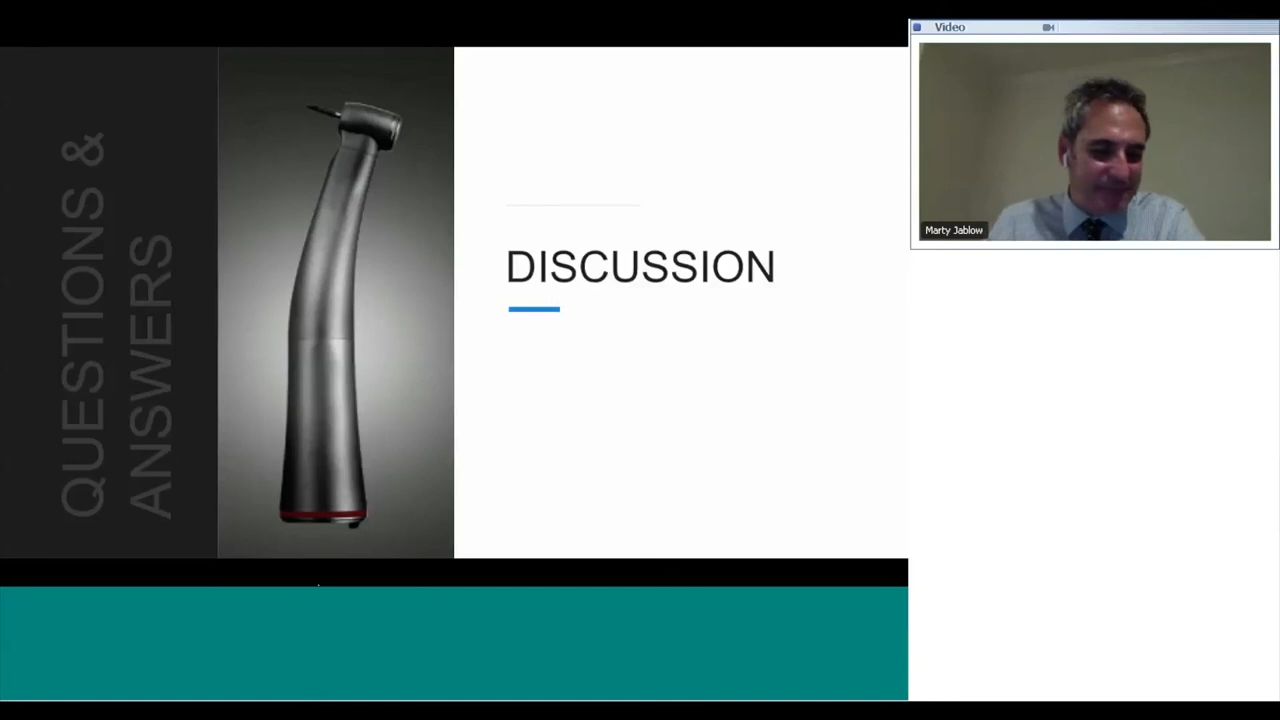 QUESTIONS &
ANSWERS
DISCUSSION
Video
Marty Jablow